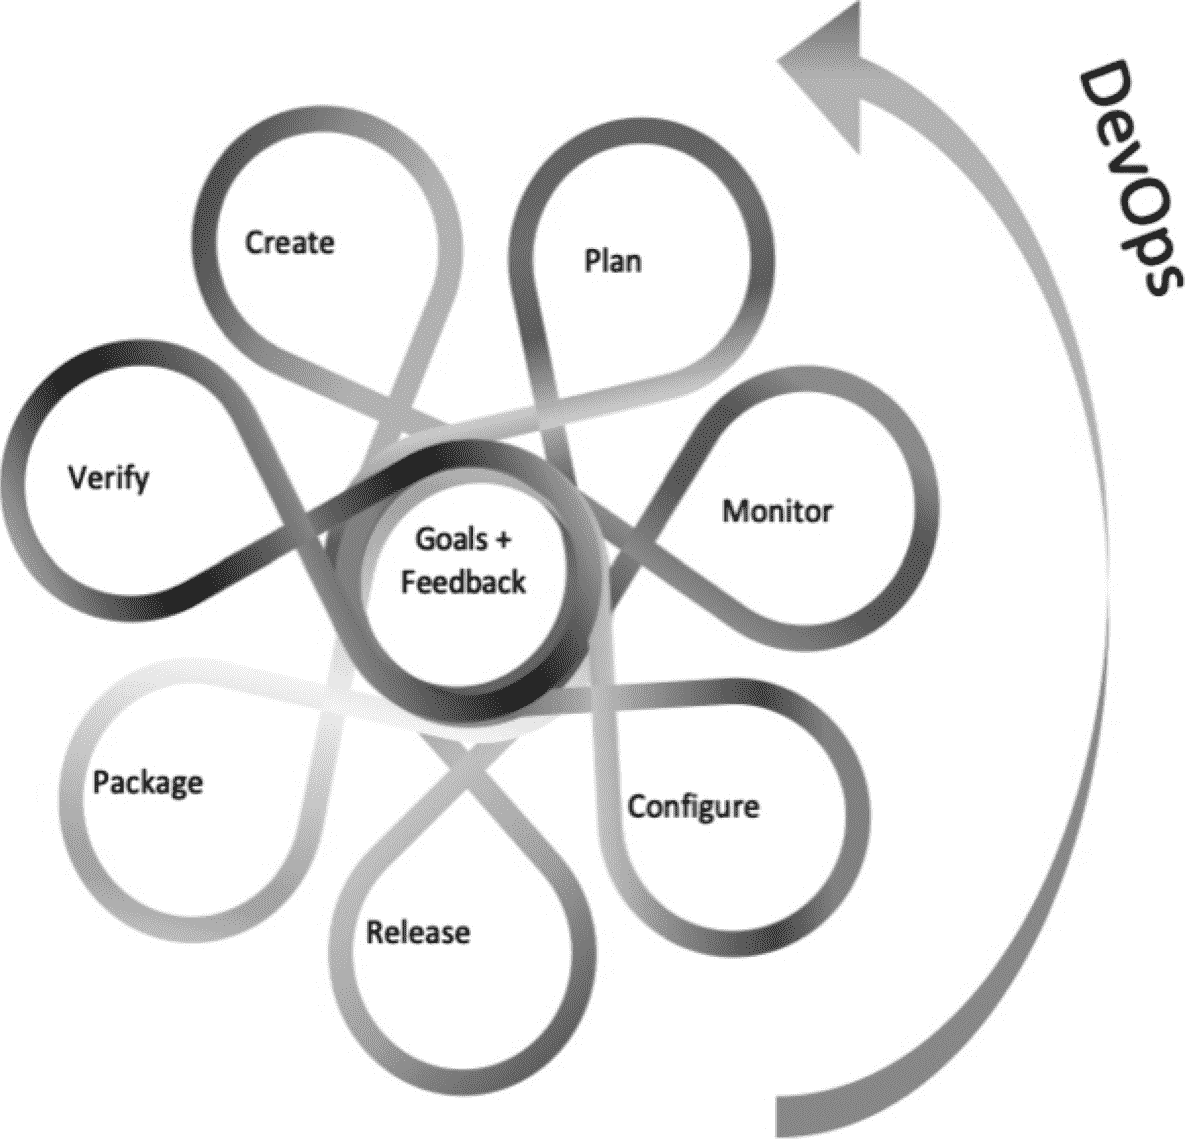 DevOps
Create
Plan
Verify
Monitor
Goals +
Feedback
Package
Configure
Release